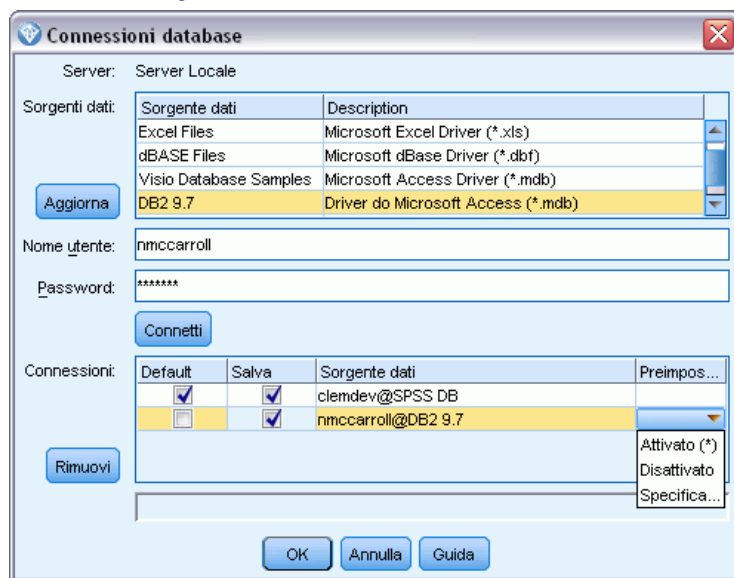 Connessioni database
Server: Server Locale
Sorgenti dati:
Sorgente dati Description
Excel Files Microsoft Excel Driver (*.xls)
dBASE Files Microsoft dBase Driver (*.dbf)
Visio Database Samples Microsoft Access Driver (*.mdb)
DB2 9.7 Driver do Microsoft Access (*.mdb)
Aggiorna
Nome utente: nmccarroll
Password: *******
Connetti
Connessioni:
Default Salva Sorgente dati Preimpos...
clemdev@SPSS DB
nmccarroll@DB2 9.7
Attivato (*)
Disattivato
Specifica...
Rimuovi
OK Annulla Guida